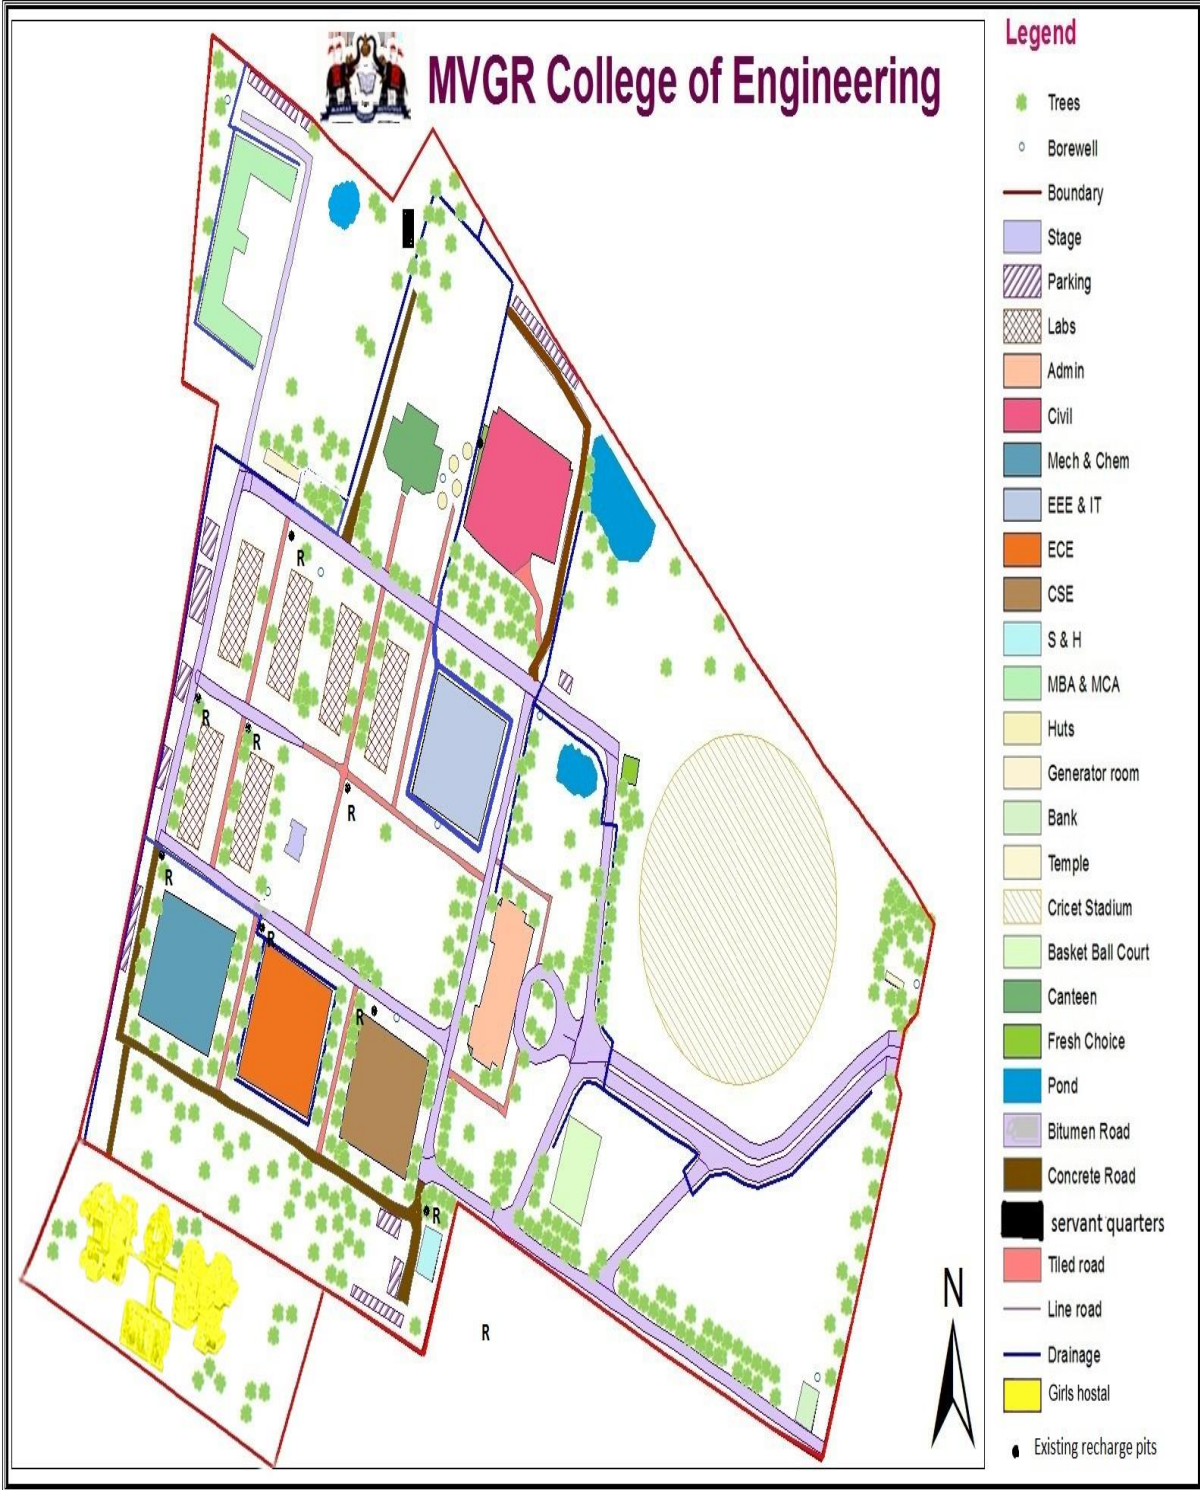 MVGR College of Engineering
R
R
R
R
R
R
R
R
R
N
Legend
Trees
Borewell
Boundary
Stage
Parking
Labs
Admin
Civil
Mech & Chem
EEE & IT
ECE
CSE
S & H
MBA & MCA
Huts
Generator room
Bank
Temple
Cricet Stadium
Basket Ball Court
Canteen
Fresh Choice
Pond
Bitumen Road
Concrete Road
servant quarters
Tiled road
Line road
Drainage
Girls hostal
Existing recharge pits